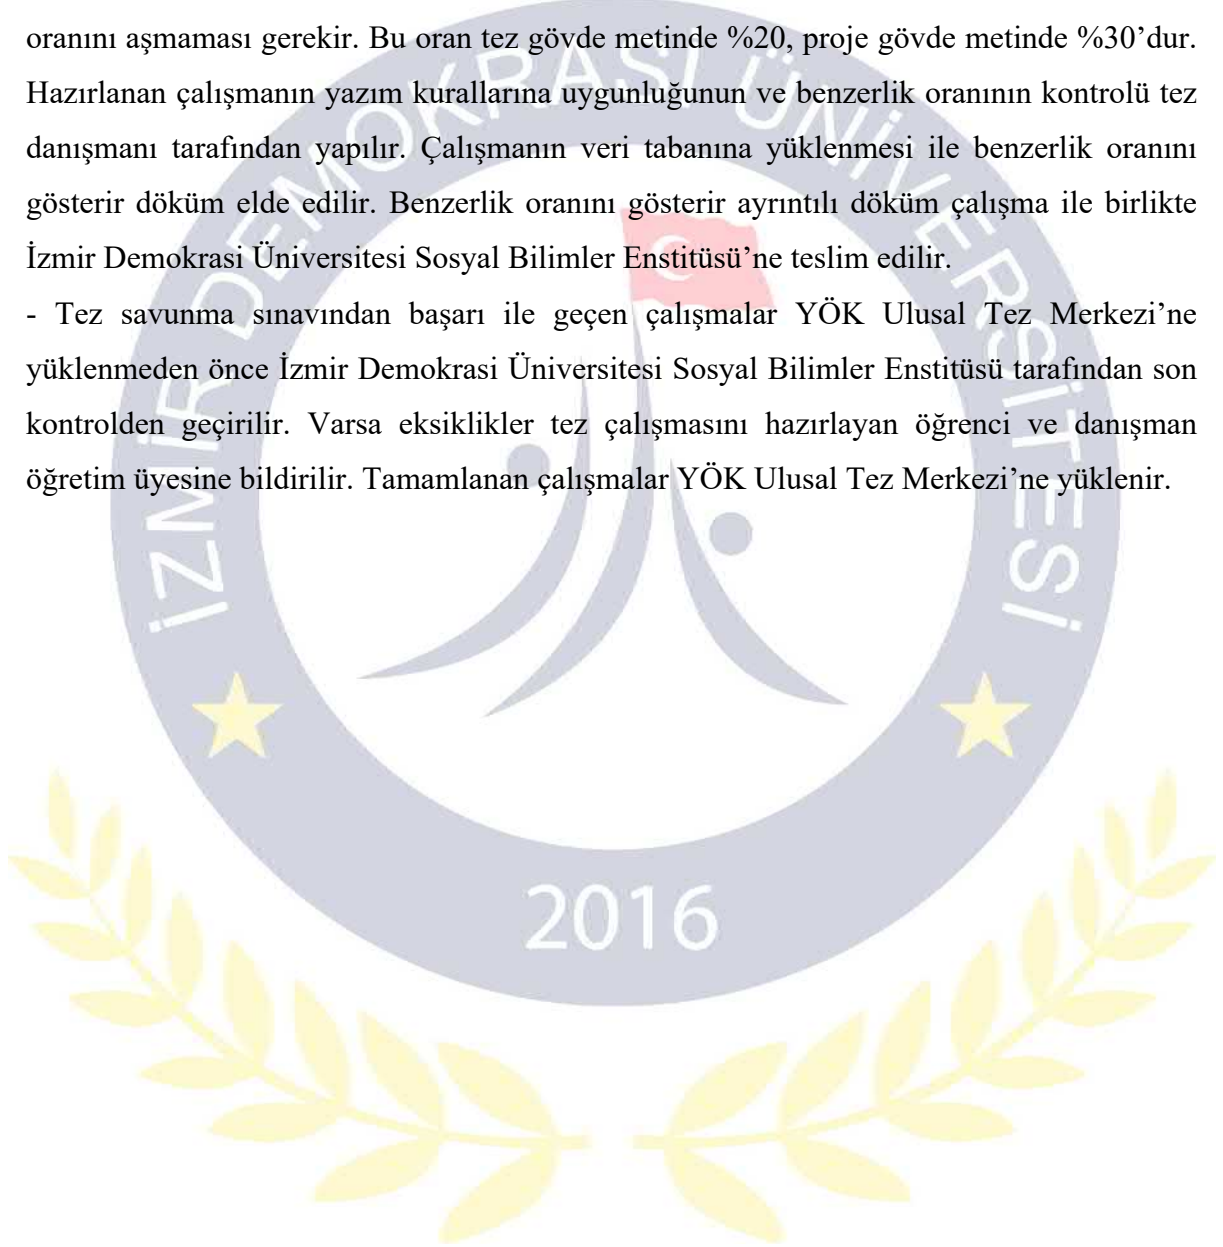 oranını aşmaması gerekir. Bu oran tez gövde metinde %20, proje gövde metinde %30’dur.
Hazırlanan çalışmanın yazım kurallarına uygunluğunun ve benzerlik oranının kontrolü tez
danışmanı tarafından yapılır. Çalışmanın veri tabanına yüklenmesi ile benzerlik oranını
gösterir döküm elde edilir. Benzerlik oranını gösterir ayrıntılı döküm çalışma ile birlikte
İzmir Demokrasi Üniversitesi Sosyal Bilimler Enstitüsü’ne teslim edilir.
- Tez savunma sınavından başarı ile geçen çalışmalar YÖK Ulusal Tez Merkezi’ne
yüklenmeden önce İzmir Demokrasi Üniversitesi Sosyal Bilimler Enstitüsü tarafından son
kontrolden geçirilir. Varsa eksiklikler tez çalışmasını hazırlayan öğrenci ve danışman
öğretim üyesine bildirilir. Tamamlanan çalışmalar YÖK Ulusal Tez Merkezi’ne yüklenir.
İZMİR DEMOKRASİ ÜNİVERSİTESİ
2016